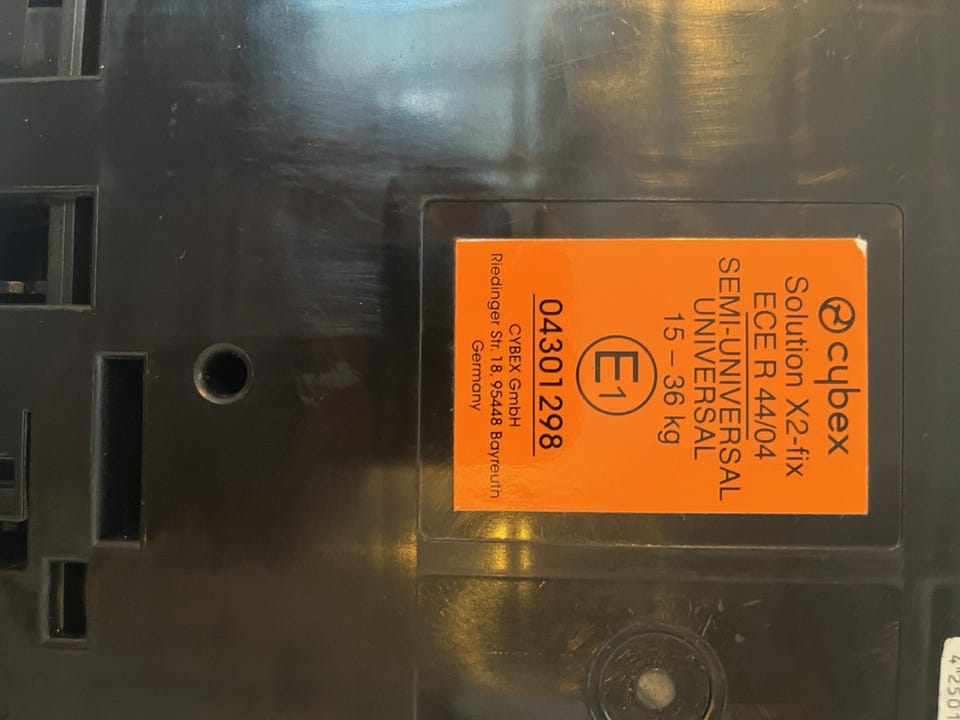 cybex
Solution X2-fix
ECE R 44/04
SEMI-UNIVERSAL
UNIVERSAL
15 – 36 kg
E1
04301298
CYBEX GmbH
Riedinger Str. 18, 95448 Bayreuth
Germany